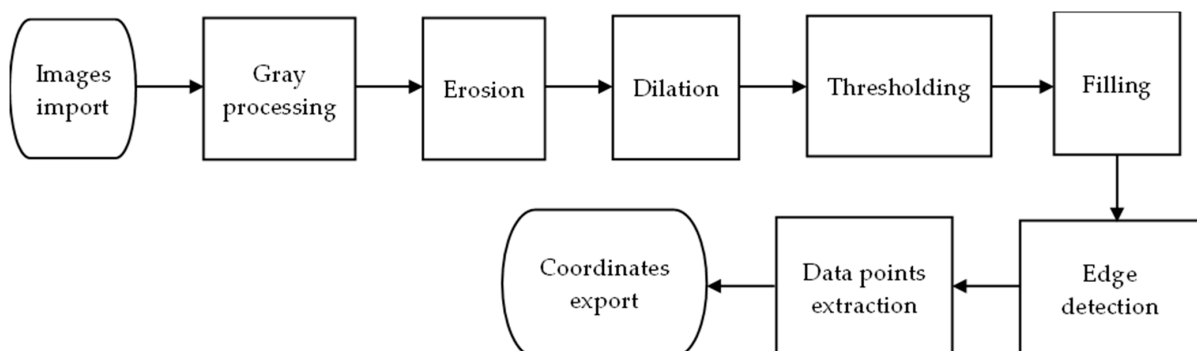 Images
import
Gray
processing
Erosion
Dilation
Thresholding
Filling
Edge
detection
Data points
extraction
Coordinates
export